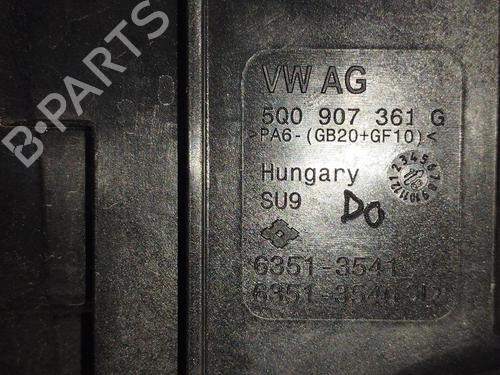 B-PARTS
VW AG
5Q0 907 361 G
>PA6-(GB20+GF10)<
Hungary
SU9
DO
6351-3541